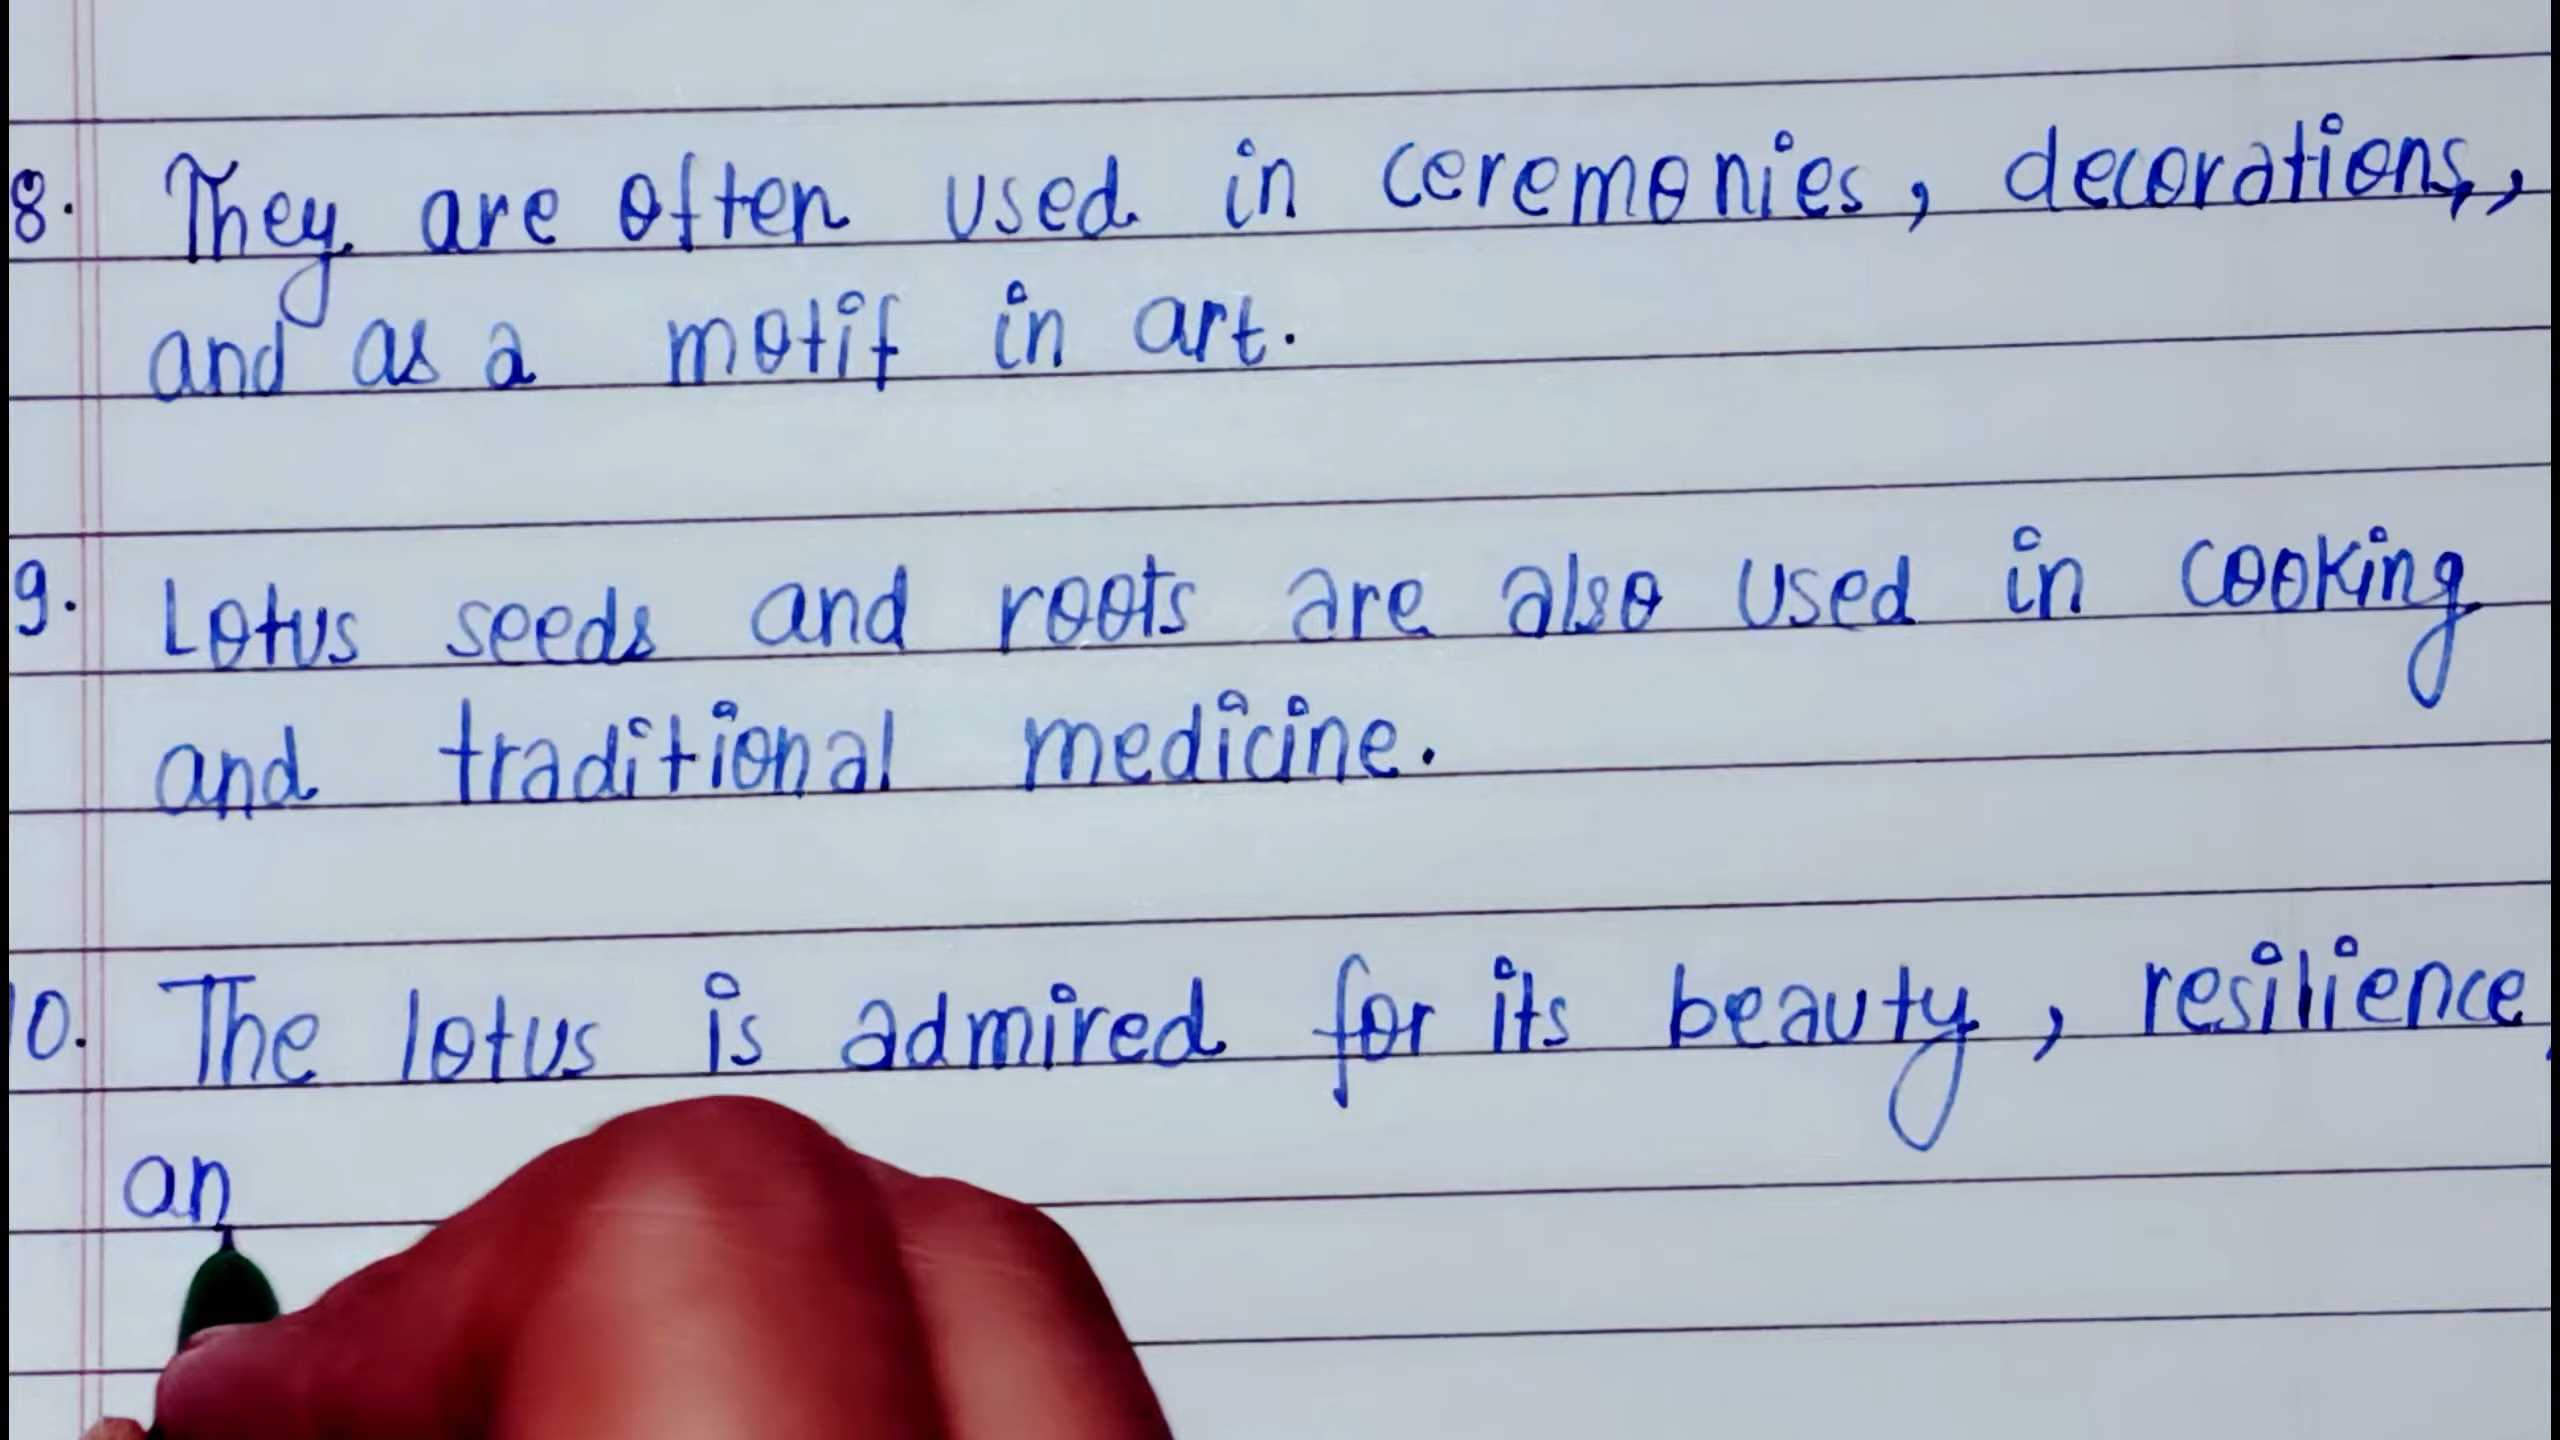 8. They are often used in ceremonies, decorations,,
and as a motif in art.
9. Lotus seeds and roots are also used in cooking
and traditional medicine.
10. The lotus is admired for its beauty, resilience,
an